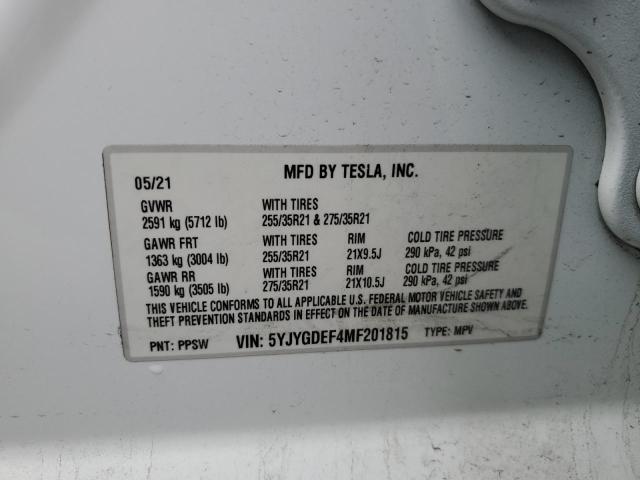 MFD BY TESLA, INC.
05/21
GVWR WITH TIRES
2591 kg (5712 lb) 255/35R21 & 275/35R21
GAWR FRT WITH TIRES RIM COLD TIRE PRESSURE
1363 kg (3004 lb) 255/35R21 21X9.5J 290 kPa, 42 psi
GAWR RR WITH TIRES RIM COLD TIRE PRESSURE
1590 kg (3505 lb) 275/35R21 21X10.5J 290 kPa, 42 psi
THIS VEHICLE CONFORMS TO ALL APPLICABLE U.S. FEDERAL MOTOR VEHICLE SAFETY AND
THEFT PREVENTION STANDARDS IN EFFECT ON THE DATE OF MANUFACTURE SHOWN ABOVE.
PNT: PPSW VIN: 5YJYGDEF4MF201815 TYPE: MPV